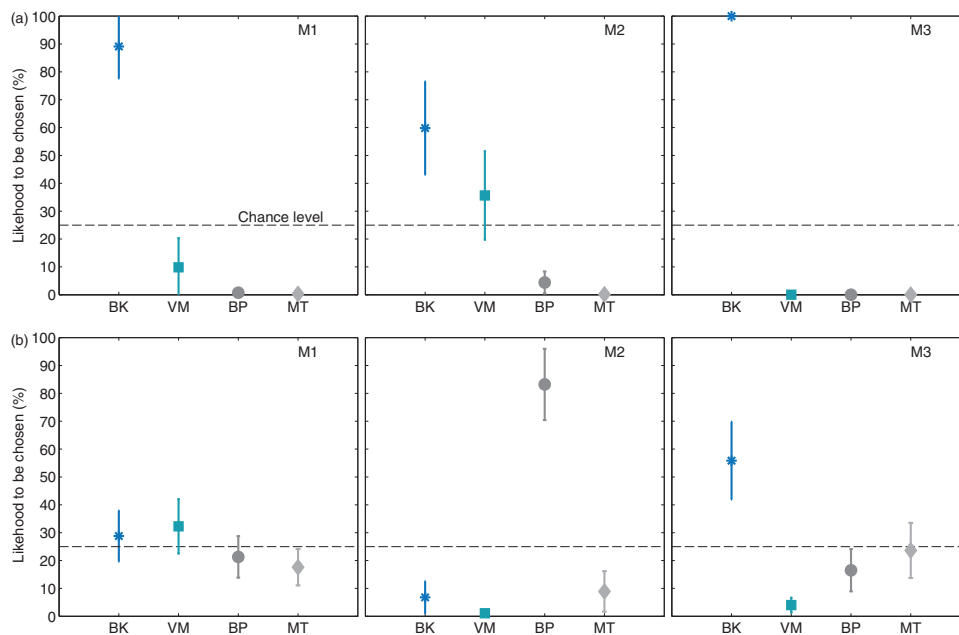 (a)
M1
M2
M3
Likehood to be chosen (%)
100
90
80
70
60
50
40
30
20
10
0
Chance level
BK VM BP MT
BK VM BP MT
BK VM BP MT
(b)
M1
M2
M3
Likehood to be chosen (%)
100
90
80
70
60
50
40
30
20
10
0
BK VM BP MT
BK VM BP MT
BK VM BP MT